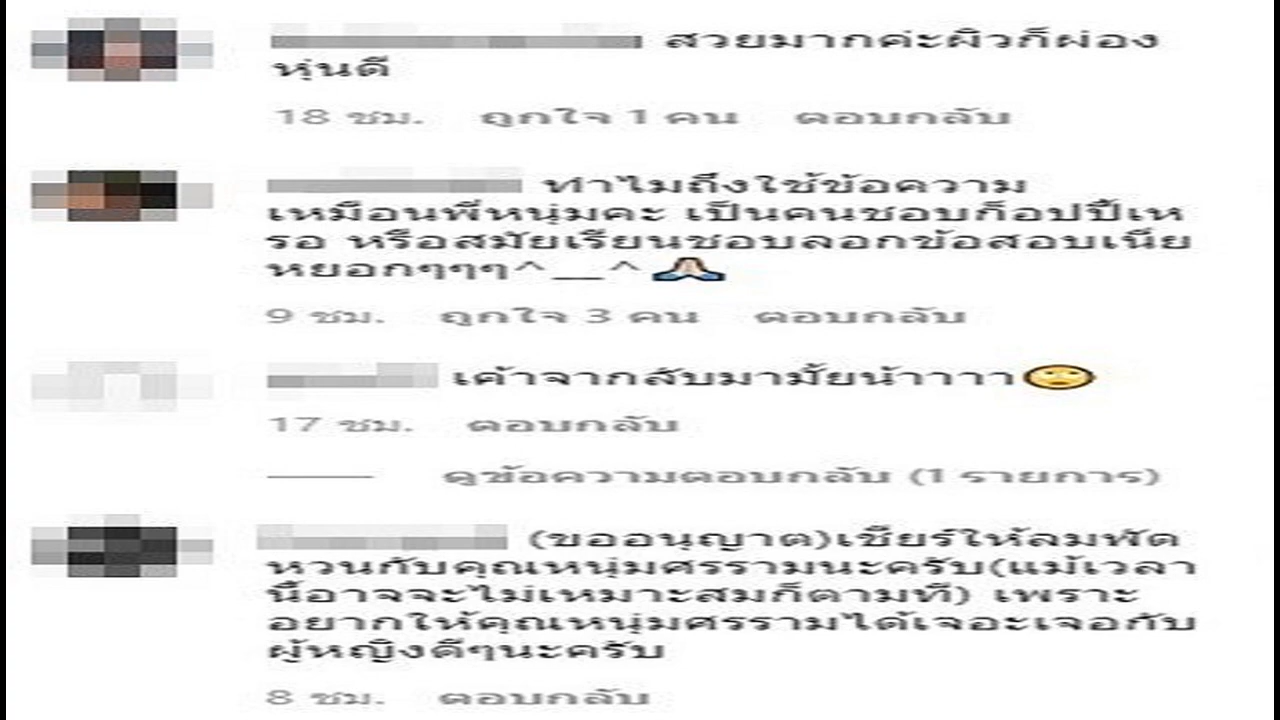 สวยมากค่ะผิวก็ผ่อง
หุ่นดี
18 ชม. ถูกใจ 1 คน ตอบกลับ
ทำไมถึงใช้ข้อความ
เหมือนพี่หนุ่มคะ เป็นคนชอบก็อปปี้เห
รอ หรือสมัยเรียนชอบลอกข้อสอบเนี่ย
หยอกๆๆๆ^__^🙏
9 ชม. ถูกใจ 3 คน ตอบกลับ
เค้าจากลับมามั้ยน้าาาา🙄
17 ชม. ตอบกลับ
ดูข้อความตอบกลับ (1 รายการ)
(ขออนุญาต)เชียร์ให้ลมพัด
หวนกับคุณหนุ่มศรรามนะครับ(แม้เวลา
นี้อาจจะไม่เหมาะสมก็ตามที) เพราะ
อยากให้คุณหนุ่มศรรามได้เจอะเจอกับ
ผู้หญิงดีๆนะครับ
8 ชม. ตอบกลับ